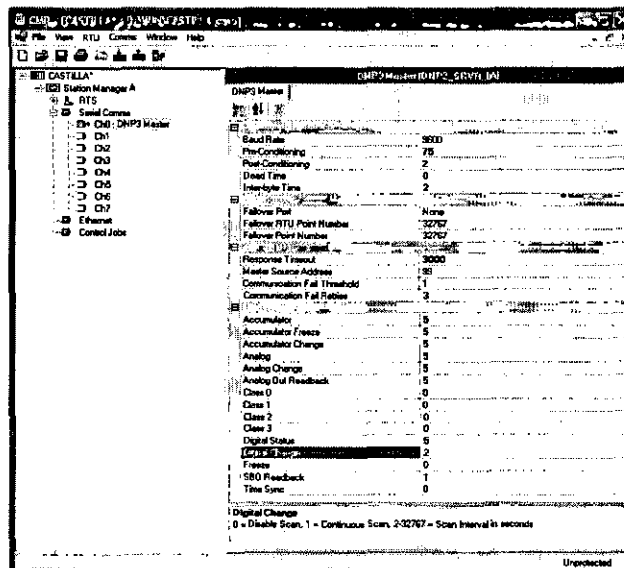 File View RTU Comms Window Help
CASTILLA*
Station Manager A
RTS
Serial Comms
Ch0 : DNP3 Master
Ch1
Ch2
Ch3
Ch4
Ch5
Ch6
Ch7
Ethernet
Control Jobs
DNP3 Master
Baud Rate 9600
Pre-Conditioning 75
Post-Conditioning 2
Dead Time 0
Inter-byte Time 2
Failover Port None
Failover RTU Point Number 32767
Failover Point Number 32767
Response Timeout 3000
Master Source Address 99
Communication Fail Threshold 1
Communication Fail Retries 3
Accumulator 5
Accumulator Freeze 5
Accumulator Change 5
Analog 5
Analog Change 5
Analog Out Readback 5
Class 0 0
Class 1 0
Class 2 0
Class 3 0
Digital Status 5
2
Freeze 0
SBO Readback 1
Time Sync 0
Digital Change
0 = Disable Scan, 1 = Continuous Scan, 2-32767 = Scan Interval in seconds
Unprotected